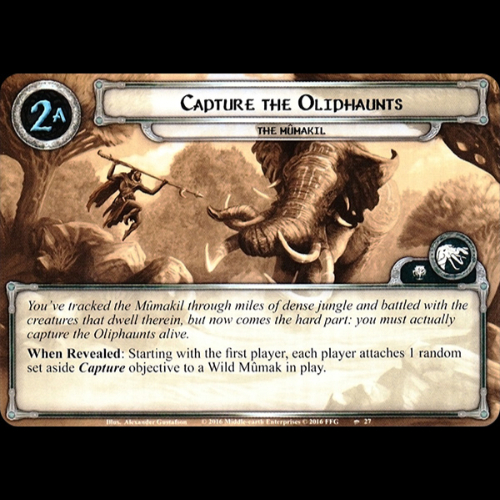 2A
CAPTURE THE OLIPHAUNTS
THE MÛMAKIL
You've tracked the Mûmakil through miles of dense jungle and battled with the
creatures that dwell therein, but now comes the hard part: you must actually
capture the Oliphaunts alive.
When Revealed: Starting with the first player, each player attaches 1 random
set aside Capture objective to a Wild Mûmak in play.
Illus. Alexandr Gustafson © 2016 Middle-earth Enterprises © 2016 FFG 27